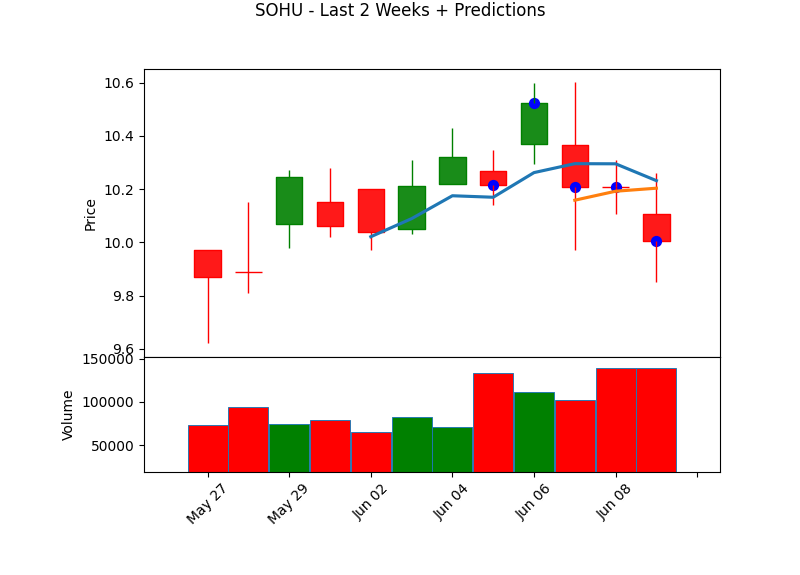 SOHU - Last 2 Weeks + Predictions
10.6
10.4
10.2
10.0
9.8
9.6
Price
150000
100000
50000
Volume
May 27
May 29
Jun 02
Jun 04
Jun 06
Jun 08